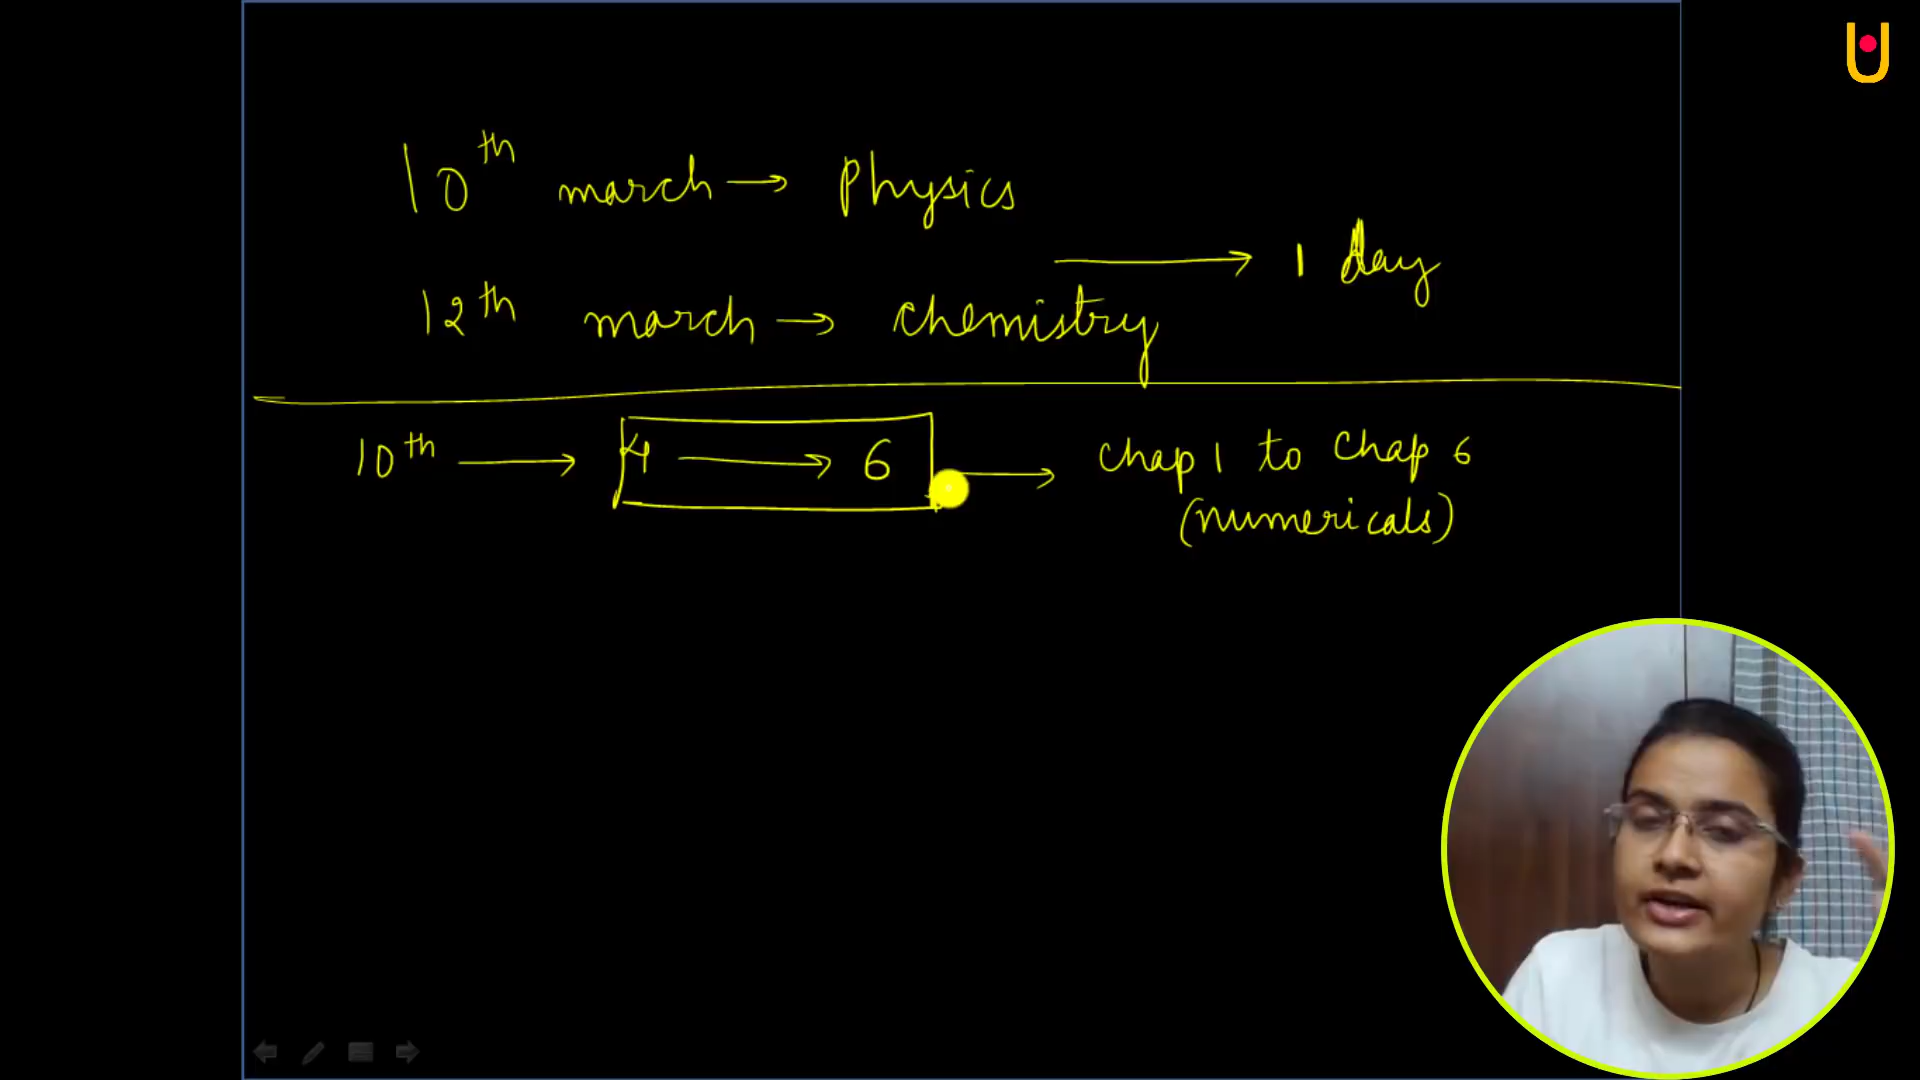 10th march → Physics
→ 1 day
12th march → chemistry
10th → 4 → 6 → chap 1 to chap 6
(numericals)